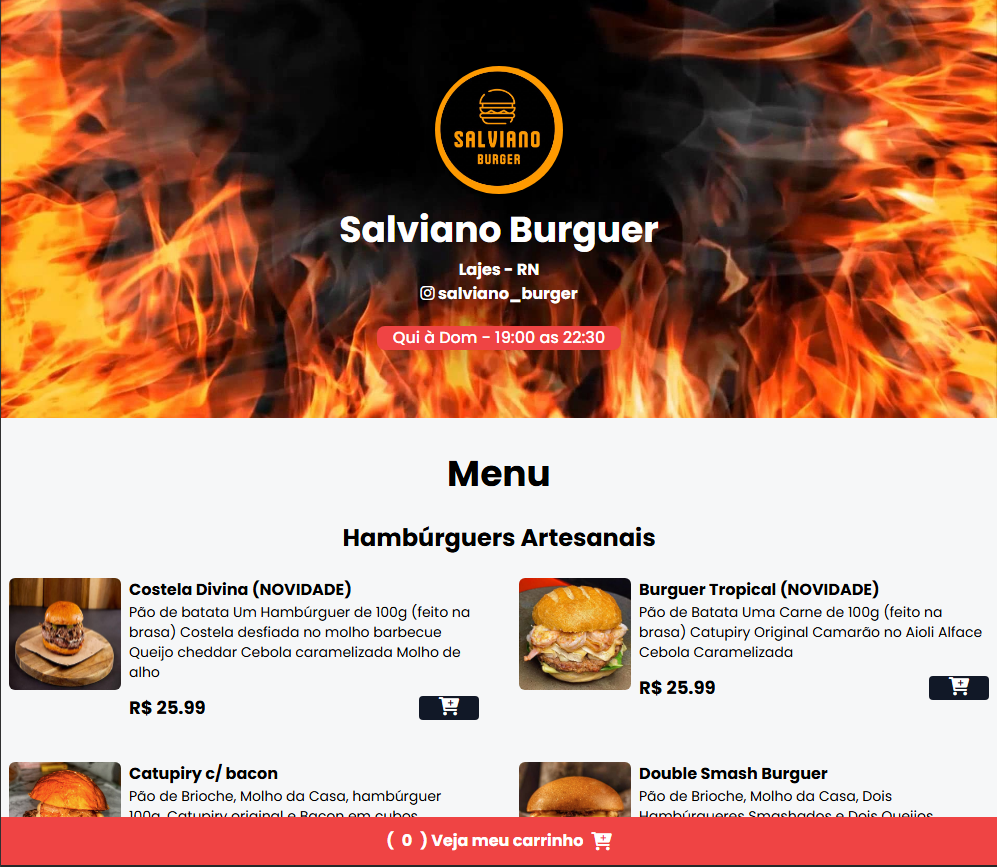 SALVIANO
BURGER
Salviano Burguer
Lajes - RN
salviano_burger
Qui à Dom - 19:00 as 22:30
Menu
Hambúrguers Artesanais
Costela Divina (NOVIDADE)
Pão de batata Um Hambúrguer de 100g (feito na
brasa) Costela desfiada no molho barbecue
Queijo cheddar Cebola caramelizada Molho de
alho
R$ 25.99
Burguer Tropical (NOVIDADE)
Pão de Batata Uma Carne de 100g (feito na
brasa) Catupiry Original Camarão no Aioli Alface
Cebola Caramelizada
R$ 25.99
Catupiry c/ bacon
Pão de Brioche, Molho da Casa, hambúrguer
100g, Catupiry original e Bacon em cubos
Double Smash Burguer
Pão de Brioche, Molho da Casa, Dois
Hambúrgueres Smashados e Dois Queijos
( 0 ) Veja meu carrinho